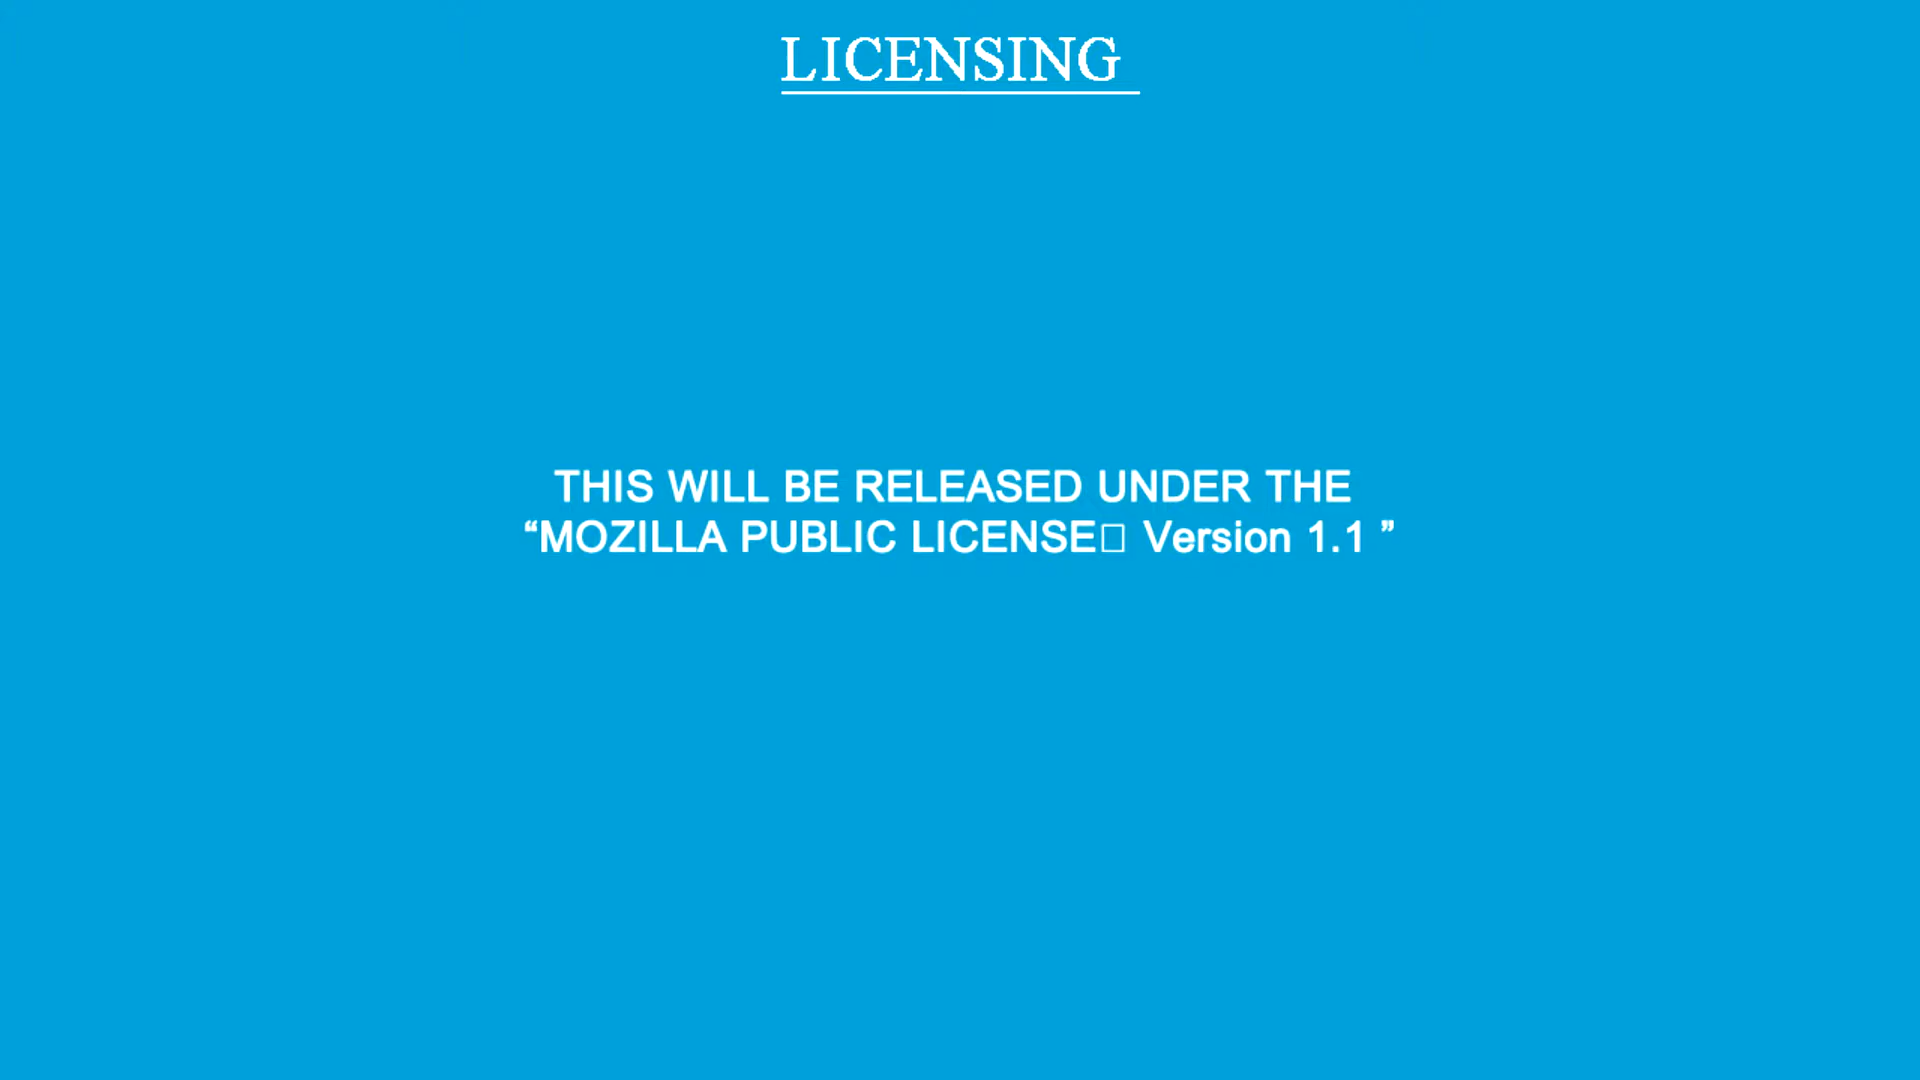 LICENSING
THIS WILL BE RELEASED UNDER THE
“MOZILLA PUBLIC LICENSE□ Version 1.1 ”